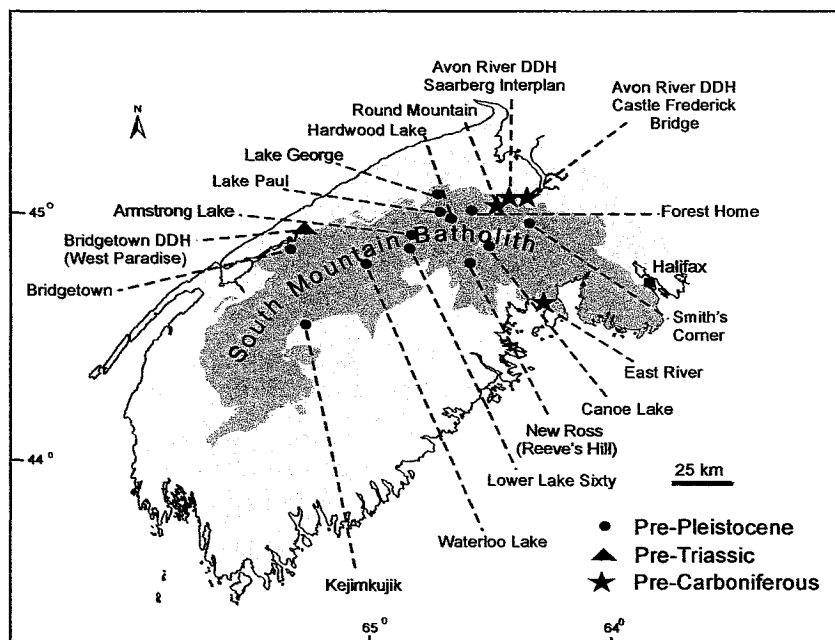 Avon River DDH
Saarberg Interplan
Avon River DDH
Castle Frederick
Bridge
N
Round Mountain
Hardwood Lake
Lake George
Lake Paul
45°
Armstrong Lake
Forest Home
Bridgetown DDH
(West Paradise)
South Mountain Batholith
Halifax
Bridgetown
Smith's
Corner
East River
Canoe Lake
New Ross
(Reeve's Hill)
44°
Lower Lake Sixty
25 km
Waterloo Lake
Pre-Pleistocene
Pre-Triassic
Kejimkujik
Pre-Carboniferous
65°
64°